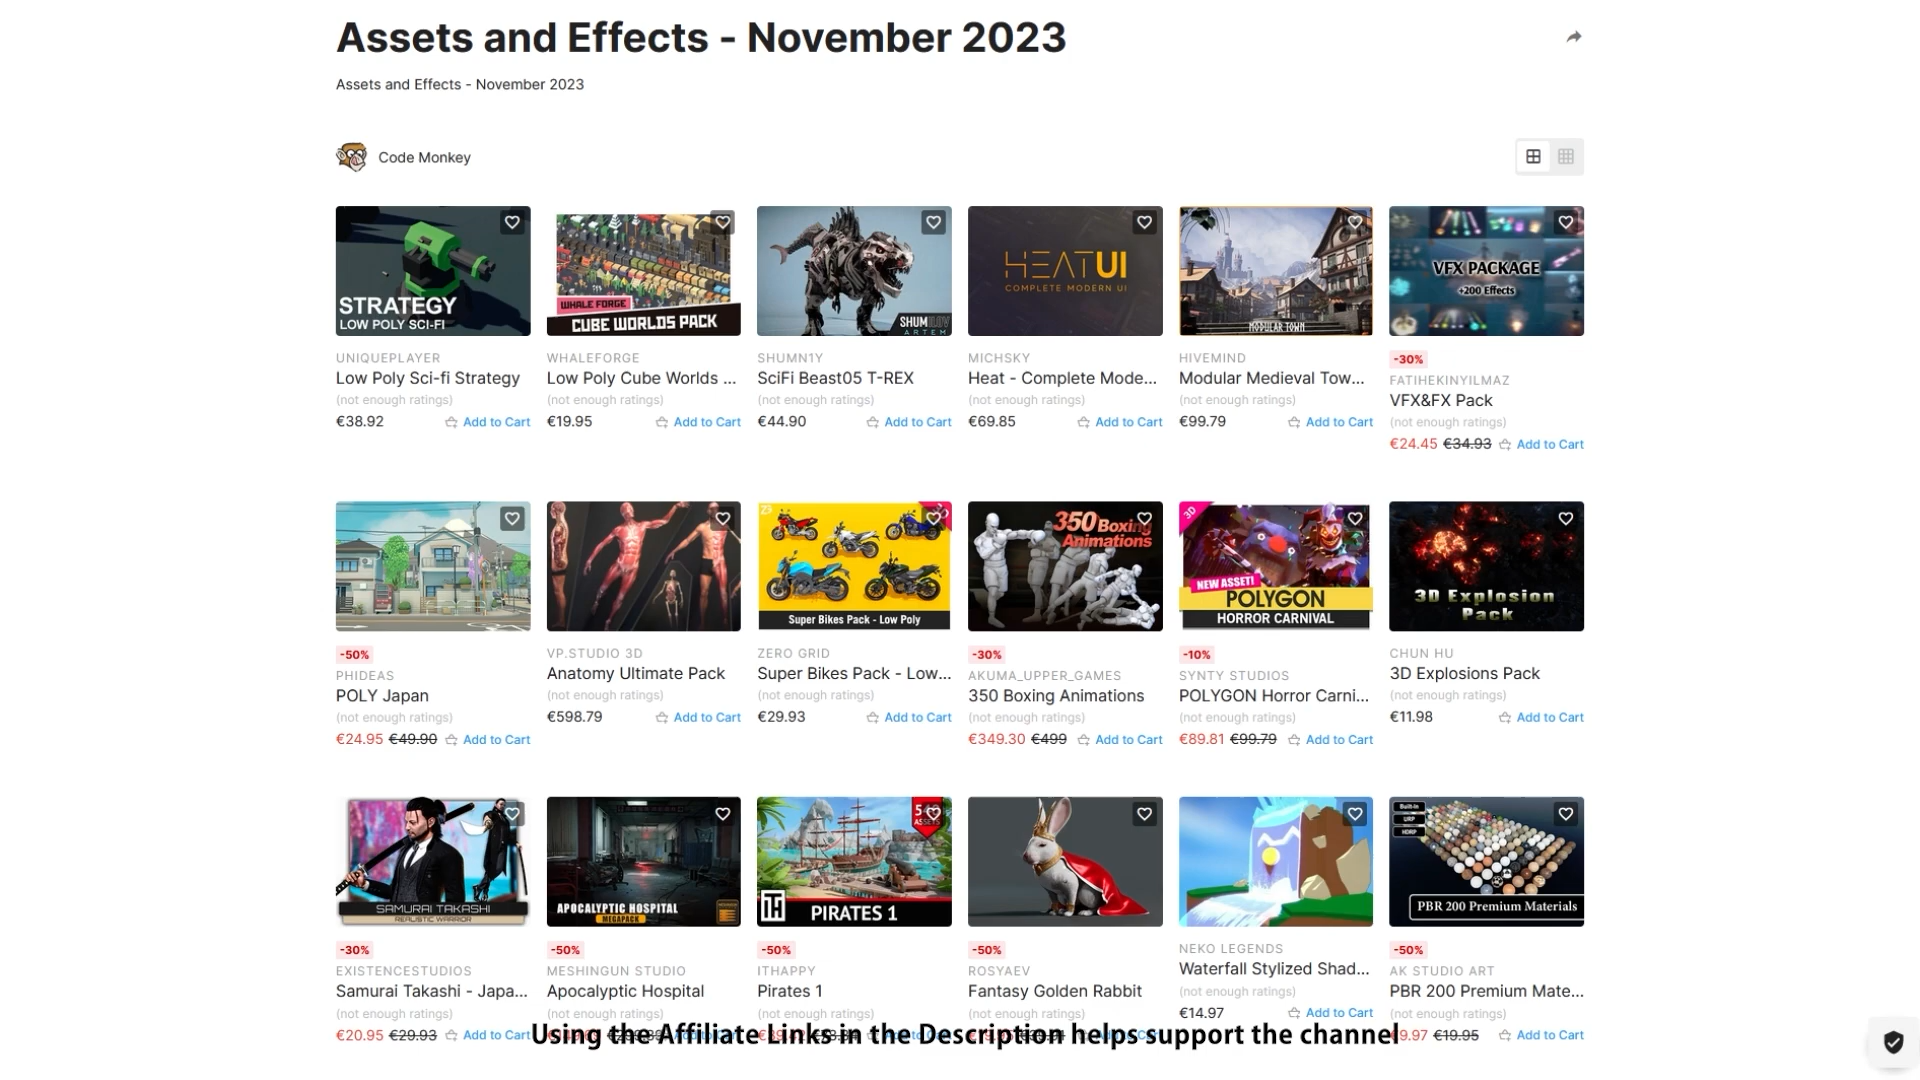 Assets and Effects - November 2023
Assets and Effects - November 2023
Code Monkey
STRATEGY
LOW POLY SCI-FI
WHALE FORGE
CUBE WORLDS PACK
SHUMILOV
ARTEM
HEATUI
COMPLETE MODERN UI
MODULAR TOWN
VFX PACKAGE
+200 Effects
UNIQUEPLAYER
Low Poly Sci-fi Strategy
(not enough ratings)
€38.92 Add to Cart
WHALEFORGE
Low Poly Cube Worlds ...
(not enough ratings)
€19.95 Add to Cart
SHUMN1Y
SciFi Beast05 T-REX
(not enough ratings)
€44.90 Add to Cart
MICHSKY
Heat - Complete Mode...
(not enough ratings)
€69.85 Add to Cart
HIVEMIND
Modular Medieval Tow...
(not enough ratings)
€99.79 Add to Cart
-30%
FATIHEKINYILMAZ
VFX&FX Pack
(not enough ratings)
€24.45 €34.93 Add to Cart
Super Bikes Pack - Low Poly
350 Boxing
Animations
3D
NEW ASSET!
POLYGON
HORROR CARNIVAL
3D Explosion
Pack
-50%
PHIDEAS
POLY Japan
(not enough ratings)
€24.95 €49.90 Add to Cart
VP.STUDIO 3D
Anatomy Ultimate Pack
(not enough ratings)
€598.79 Add to Cart
ZERO GRID
Super Bikes Pack - Low...
(not enough ratings)
€29.93 Add to Cart
-30%
AKUMA_UPPER_GAMES
350 Boxing Animations
(not enough ratings)
€349.30 €499 Add to Cart
-10%
SYNTY STUDIOS
POLYGON Horror Carni...
(not enough ratings)
€89.81 €99.79 Add to Cart
CHUN HU
3D Explosions Pack
(not enough ratings)
€11.98 Add to Cart
SAMURAI TAKASHI
REALISTIC WARRIOR
APOCALYPTIC HOSPITAL
MEGAPACK
ASSETS
PIRATES 1
Built-in
URP
HDRP
PBR 200 Premium Materials
-30%
EXISTENCESTUDIOS
Samurai Takashi - Japa...
(not enough ratings)
€20.95 €29.93 Add to Cart
-50%
MESHINGUN STUDIO
Apocalyptic Hospital
(not enough ratings)
-50%
ITHAPPY
Pirates 1
(not enough ratings)
-50%
ROSYAEV
Fantasy Golden Rabbit
(not enough ratings)
NEKO LEGENDS
Waterfall Stylized Shad...
(not enough ratings)
€14.97 Add to Cart
-50%
AK STUDIO ART
PBR 200 Premium Mate...
(not enough ratings)
9.97 €19.95 Add to Cart
Using the Affiliate Links in the Description helps support the channel